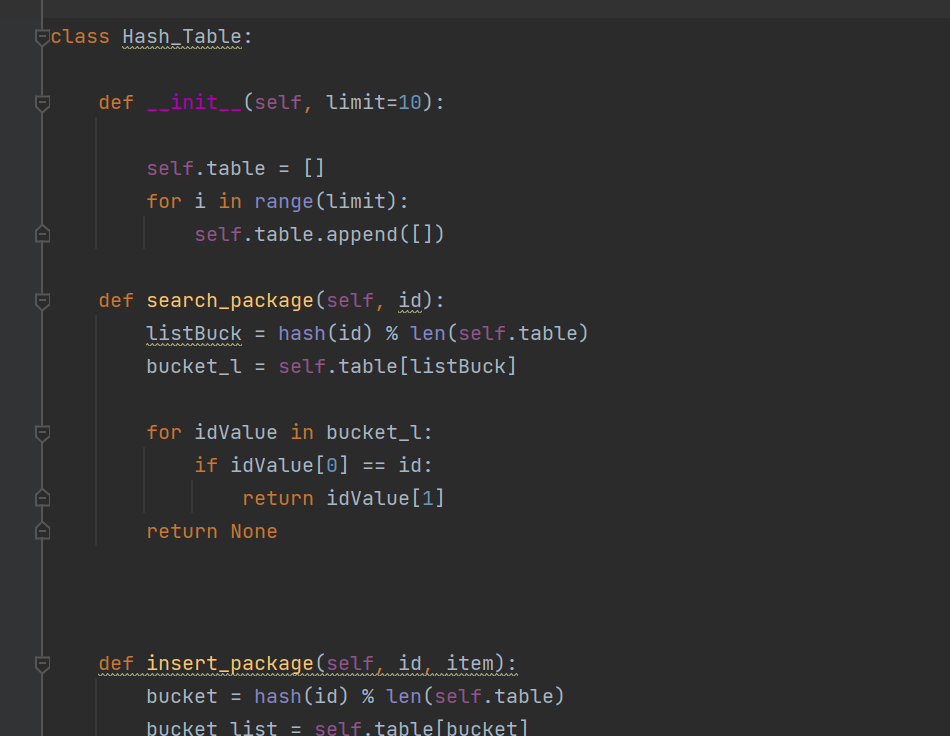 class Hash_Table:
def __init__(self, limit=10):
self.table = []
for i in range(limit):
self.table.append([])
def search_package(self, id):
listBuck = hash(id) % len(self.table)
bucket_l = self.table[listBuck]
for idValue in bucket_l:
if idValue[0] == id:
return idValue[1]
return None
def insert_package(self, id, item):
bucket = hash(id) % len(self.table)
bucket_list = self.table[bucket]